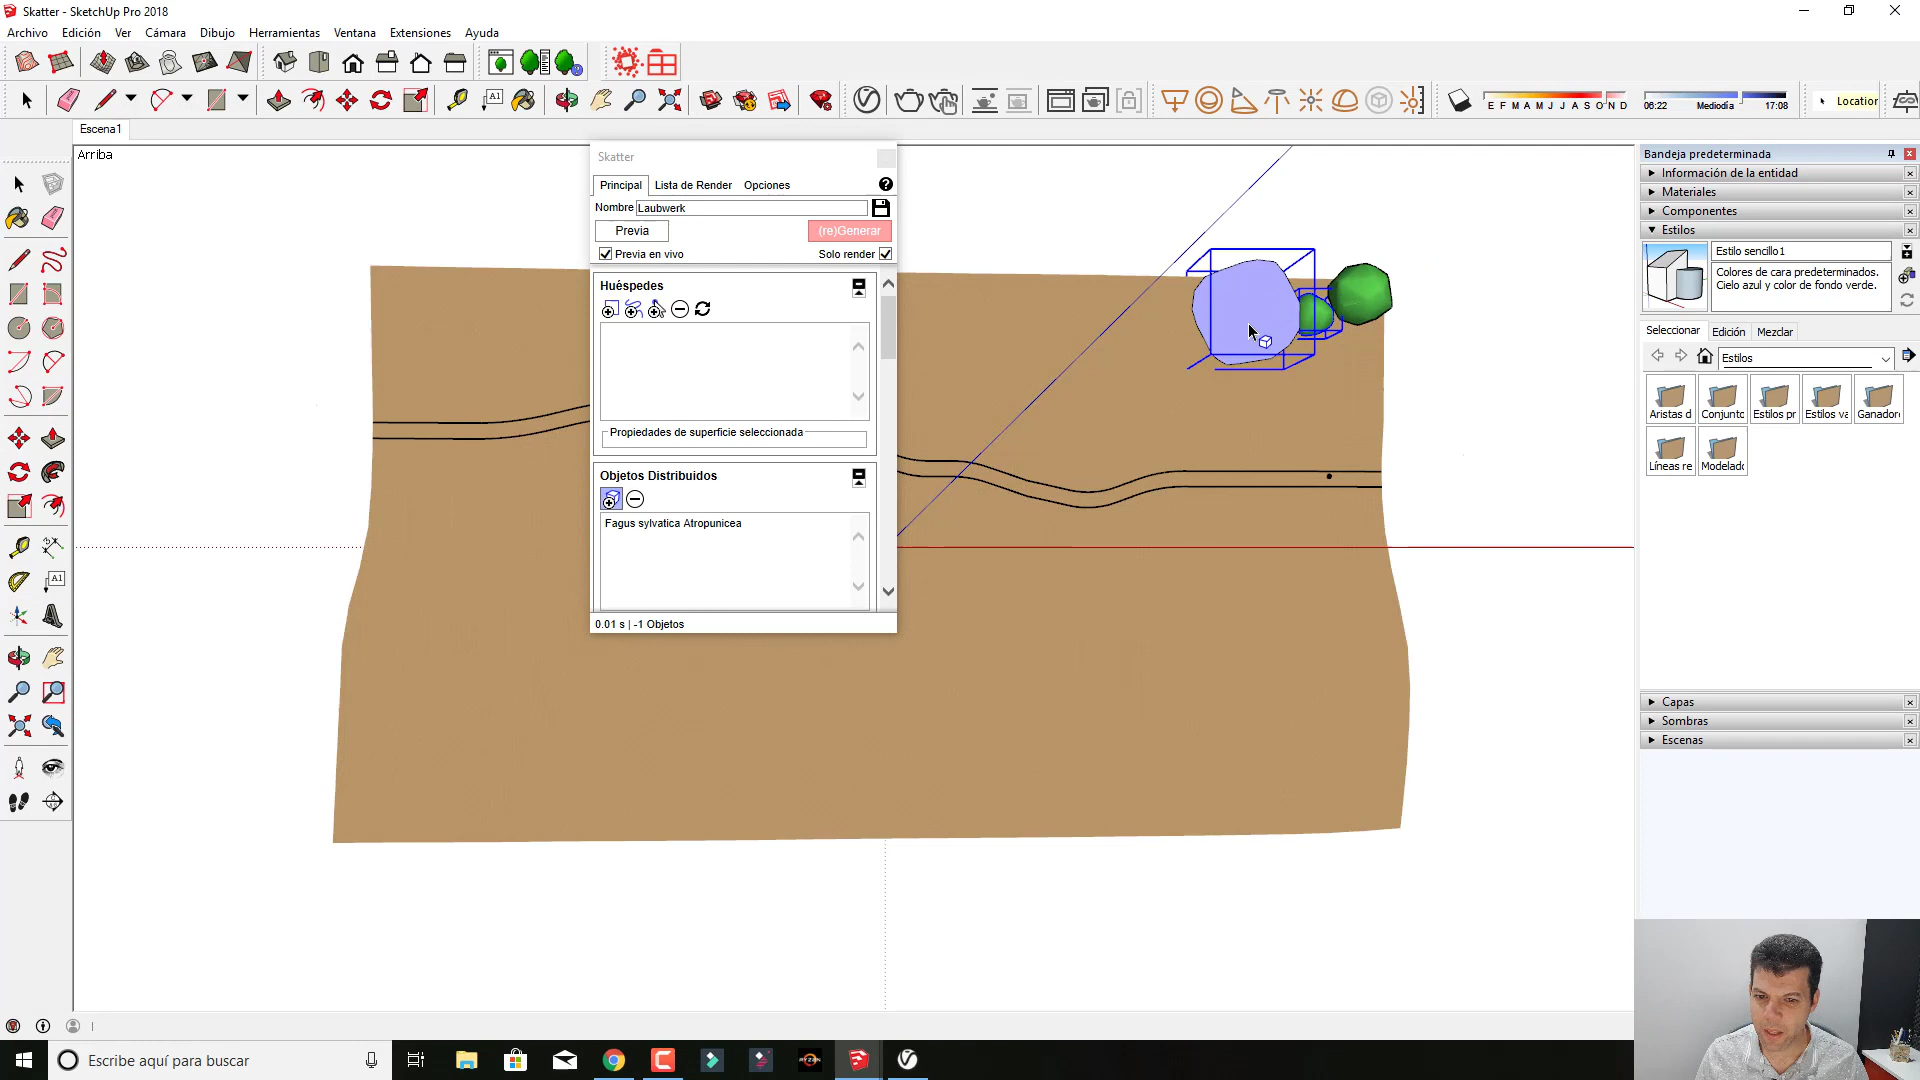 Skatter - SketchUp Pro 2018
Archivo Edición Ver Cámara Dibujo Herramientas Ventana Extensiones Ayuda
A1
E F M A M J J A S O N D
06:22 Mediodía 17:08
Location
Escena1
Arriba
Skatter
Principal Lista de Render Opciones
Nombre Laubwerk
Previa (re)Generar
Previa en vivo Solo render
Huéspedes
Propiedades de superficie seleccionada
Objetos Distribuidos
Fagus sylvatica Atropunicea
0.01 s | -1 Objetos
A1
Bandeja predeterminada
Información de la entidad
Materiales
Componentes
Estilos
Estilo sencillo1
Colores de cara predeterminados.
Cielo azul y color de fondo verde.
Seleccionar Edición Mezclar
Estilos
Aristas d Conjunto Estilos pr Estilos va Ganador
Líneas re Modelad
Capas
Sombras
Escenas
Escribe aquí para buscar
RYZEN